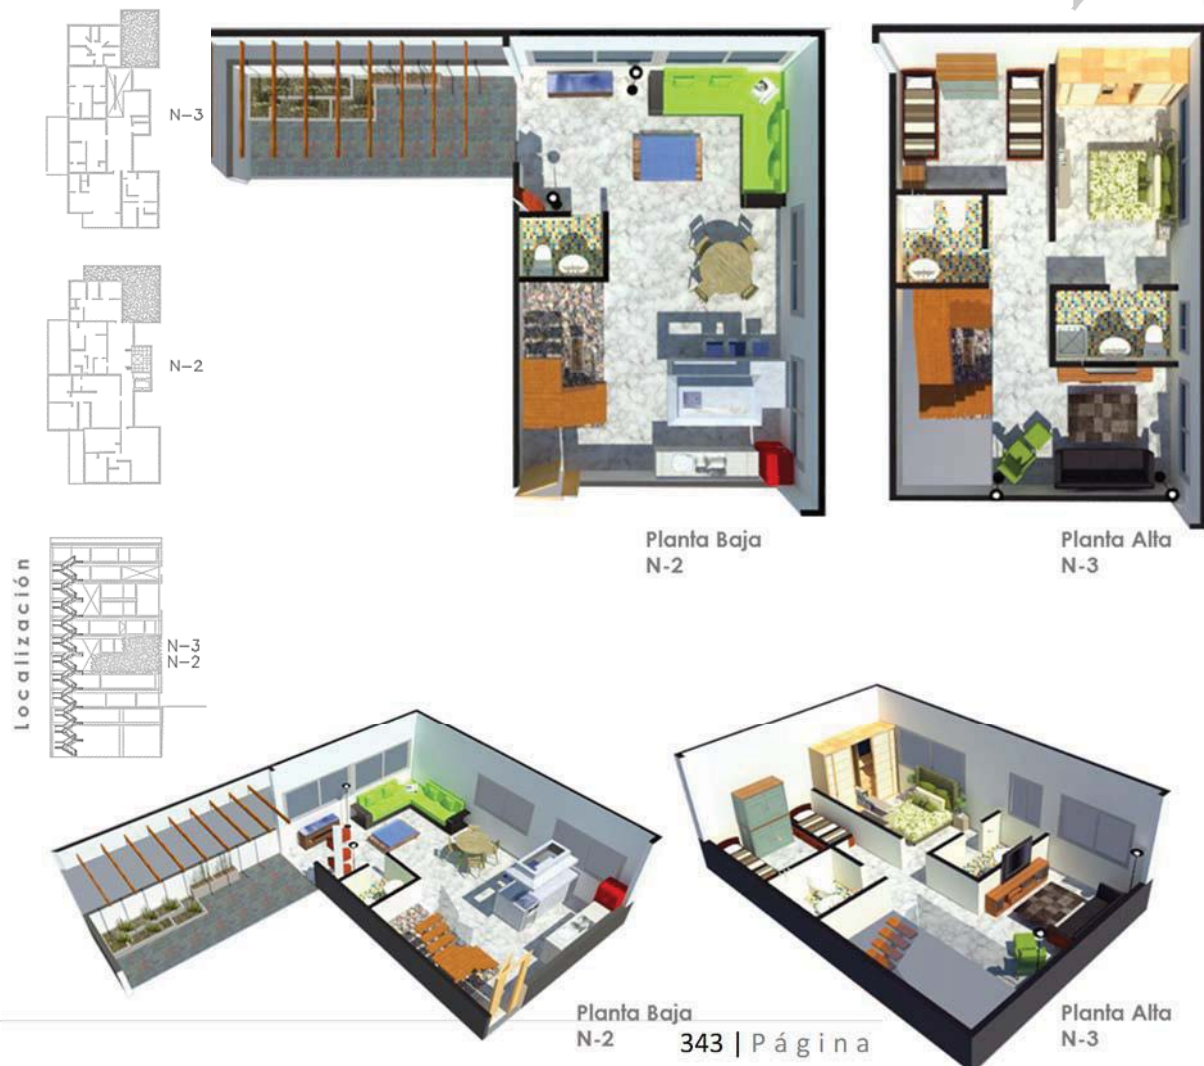 N-3
N-2
Planta Baja
N-2
Planta Alta
N-3
Localización
N-3
N-2
Planta Baja
N-2
343 | Página
Planta Alta
N-3